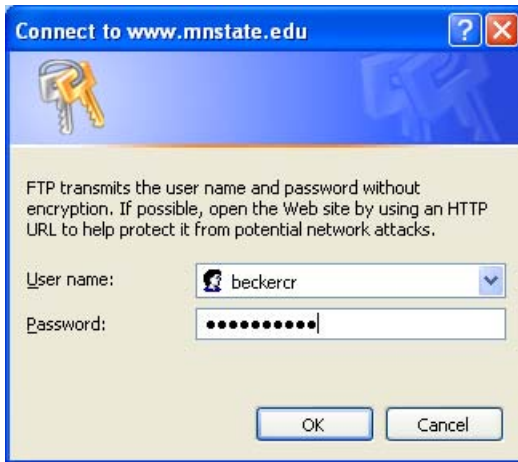 Connect to www.mnstate.edu
FTP transmits the user name and password without
encryption. If possible, open the Web site by using an HTTP
URL to help protect it from potential network attacks.
User name: beckercr
Password: ●●●●●●●●●●
OK Cancel